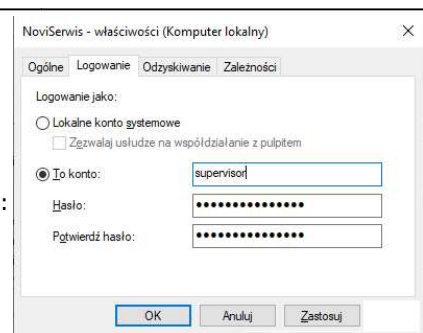 NoviSerwis - właściwości (Komputer lokalny)
Ogólne Logowanie Odzyskiwanie Zależności
Logowanie jako:
Lokalne konto systemowe
Zezwalaj usłudze na współdziałanie z pulpitem
To konto: supervisor
:
Hasło: •••••••••••••••
Potwierdź hasło: •••••••••••••••
OK Anuluj Zastosuj